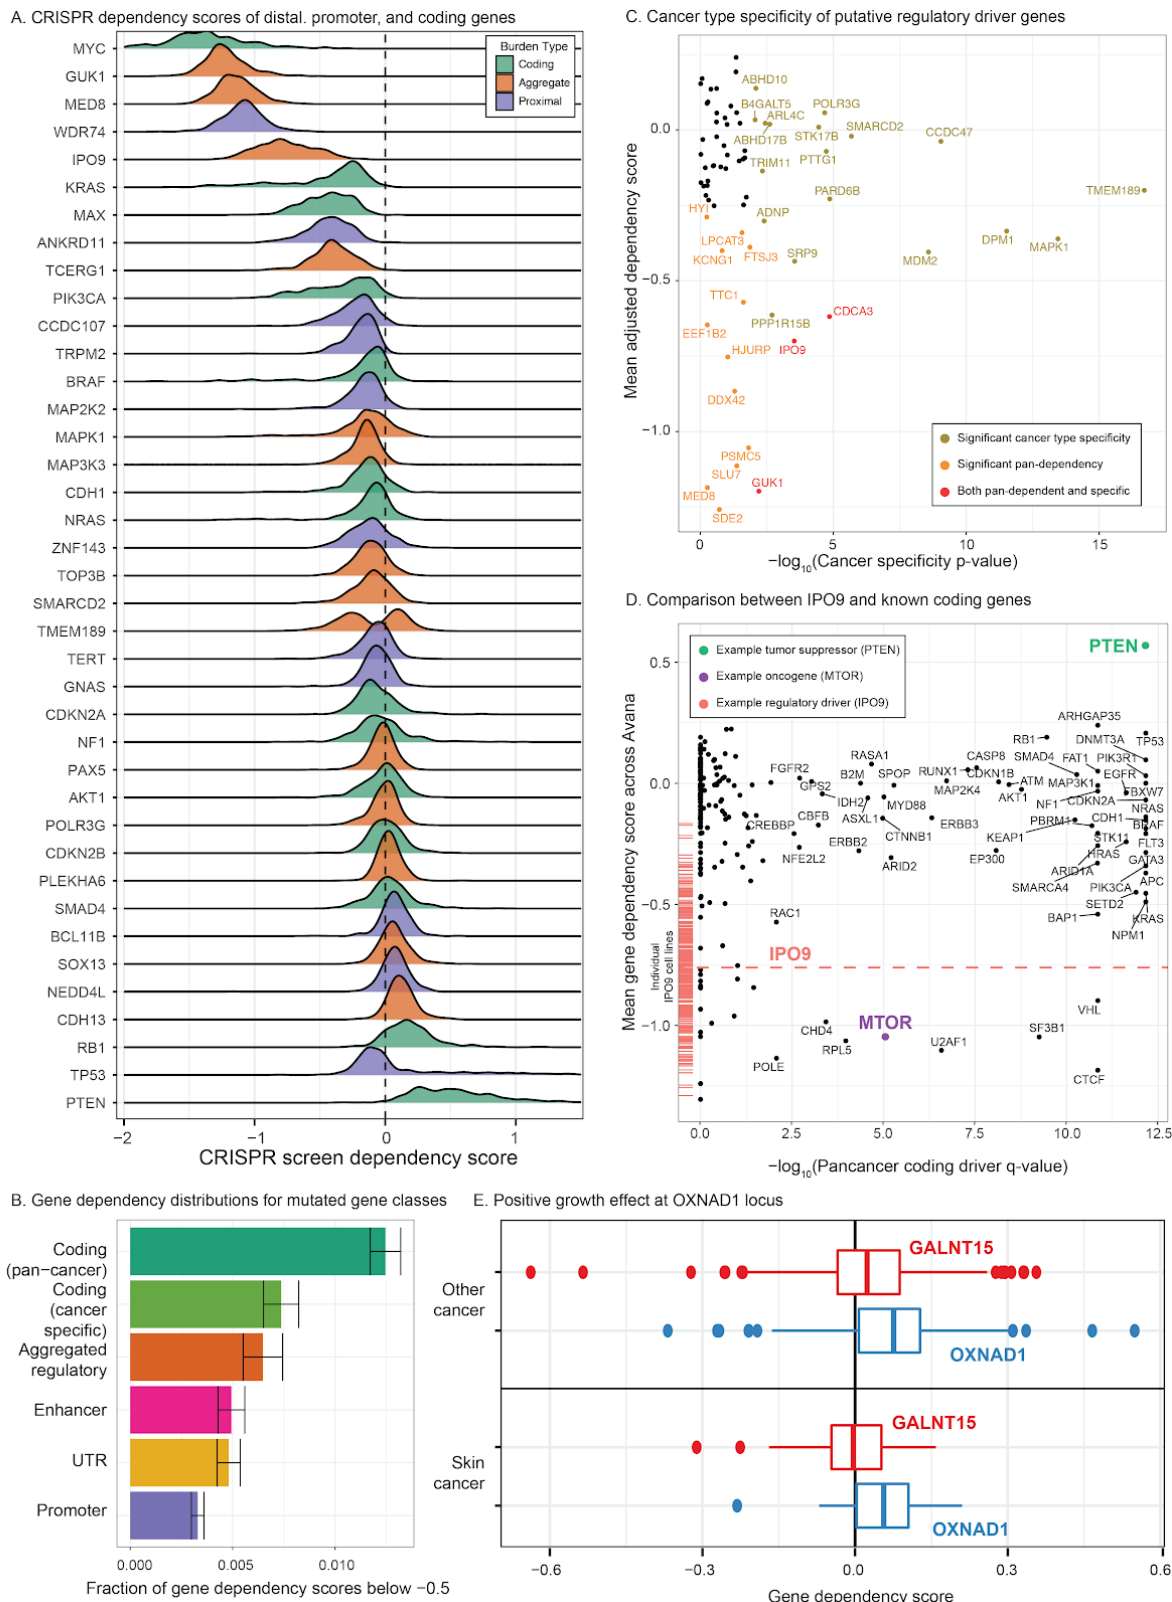 A. CRISPR dependency scores of distal. promoter, and coding genes
MYC
GUK1
MED8
WDR74
IPO9
KRAS
MAX
ANKRD11
TCERG1
PIK3CA
CCDC107
TRPM2
BRAF
MAP2K2
MAPK1
MAP3K3
CDH1
NRAS
ZNF143
TOP3B
SMARCD2
TMEM189
TERT
GNAS
CDKN2A
NF1
PAX5
AKT1
POLR3G
CDKN2B
PLEKHA6
SMAD4
BCL11B
SOX13
NEDD4L
CDH13
RB1
TP53
PTEN
Burden Type
Coding
Aggregate
Proximal
−2 −1 0 1
CRISPR screen dependency score
B. Gene dependency distributions for mutated gene classes
Coding
(pan−cancer)
Coding
(cancer
specific)
Aggregated
regulatory
Enhancer
UTR
Promoter
0.000 0.005 0.010
Fraction of gene dependency scores below −0.5
C. Cancer type specificity of putative regulatory driver genes
Mean adjusted dependency score
0.0
−0.5
−1.0
ABHD10
B4GALT5
POLR3G
ARL4C
ABHD17B
STK17B
SMARCD2
CCDC47
TRIM11
PTTG1
TMEM189
PARD6B
HYI
ADNP
LPCAT3
DPM1
MAPK1
KCNG1
FTSJ3
SRP9
MDM2
TTC1
PPP1R15B
CDCA3
EEF1B2
HJURP
IPO9
DDX42
PSMC5
SLU7
GUK1
MED8
SDE2
Significant cancer type specificity
Significant pan-dependency
Both pan-dependent and specific
0 5 10 15
−log10(Cancer specificity p-value)
D. Comparison between IPO9 and known coding genes
Mean gene dependency across Avana
Individual
IPO9 cell lines
0.5
0.0
−0.5
−1.0
Example tumor suppressor (PTEN)
Example oncogene (MTOR)
Example regulatory driver (IPO9)
PTEN
ARHGAP35
RB1
DNMT3A
TP53
RASA1
CASP8
SMAD4
FAT1
PIK3R1
FGFR2
B2M
SPOP
RUNX1
CDKN1B
ATM
MAP3K1
EGFR
GPS2
IDH2
MAP2K4
AKT1
FBXW7
NF1
CDKN2A
NRAS
MYD88
CREBBP
CBFB
ASXL1
CTNNB1
ERBB3
PBRM1
CDH1
BRAF
KEAP1
STK11
FLT3
NFE2L2
ERBB2
ARID2
EP300
HRAS
GATA3
ARID1A
SMARCA4
PIK3CA
APC
SETD2
RAC1
BAP1
KRAS
NPM1
IPO9
VHL
CHD4
MTOR
SF3B1
RPL5
U2AF1
POLE
CTCF
0.0 2.5 5.0 7.5 10.0 12.5
−log10(Pancancer coding driver q-value)
E. Positive growth effect at OXNAD1 locus
Other
cancer
GALNT15
OXNAD1
Skin
cancer
GALNT15
OXNAD1
−0.6 −0.3 0.0 0.3 0.6
Gene dependency score